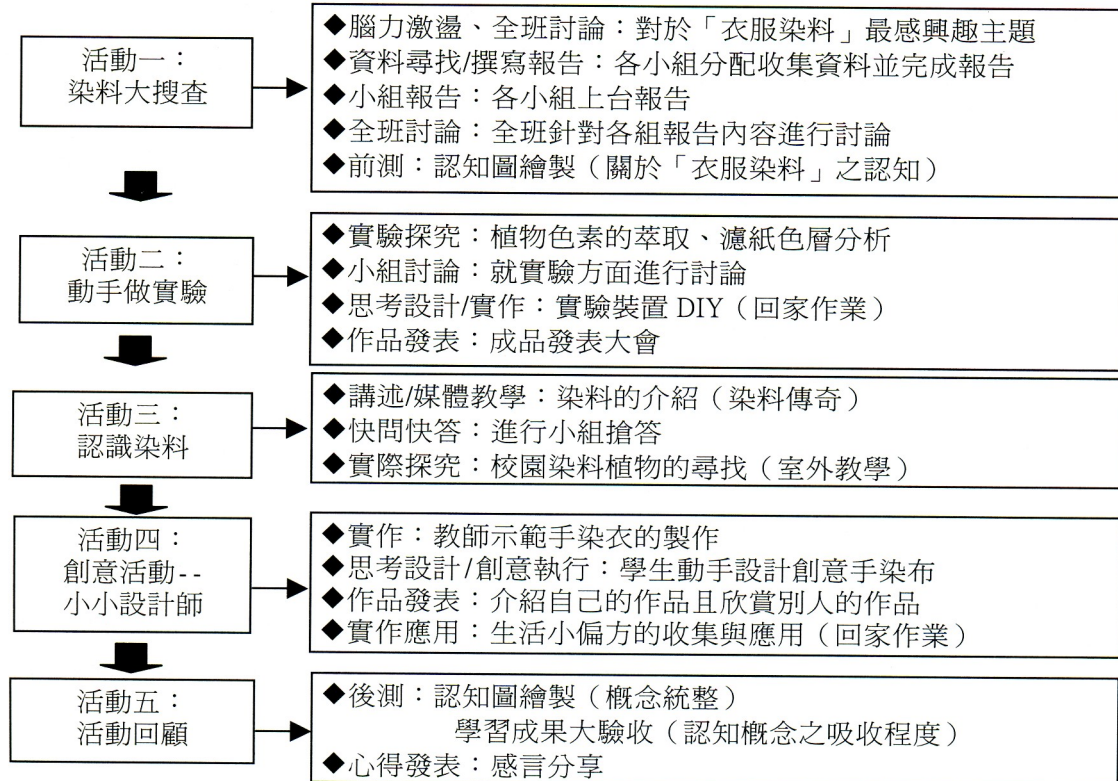 活動一：
染料大搜查
◆腦力激盪、全班討論：對於「衣服染料」最感興趣主題
◆資料尋找/撰寫報告：各小組分配收集資料並完成報告
◆小組報告：各小組上台報告
◆全班討論：全班針對各組報告內容進行討論
◆前測：認知圖繪製（關於「衣服染料」之認知）
活動二：
動手做實驗
◆實驗探究：植物色素的萃取、濾紙色層分析
◆小組討論：就實驗方面進行討論
◆思考設計/實作：實驗裝置 DIY（回家作業）
◆作品發表：成品發表大會
活動三：
認識染料
◆講述/媒體教學：染料的介紹（染料傳奇）
◆快問快答：進行小組搶答
◆實際探究：校園染料植物的尋找（室外教學）
活動四：
創意活動--
小小設計師
◆實作：教師示範手染衣的製作
◆思考設計/創意執行：學生動手設計創意手染布
◆作品發表：介紹自己的作品且欣賞別人的作品
◆實作應用：生活小偏方的收集與應用（回家作業）
活動五：
活動回顧
◆後測：認知圖繪製（概念統整）
學習成果大驗收（認知概念之吸收程度）
◆心得發表：感言分享